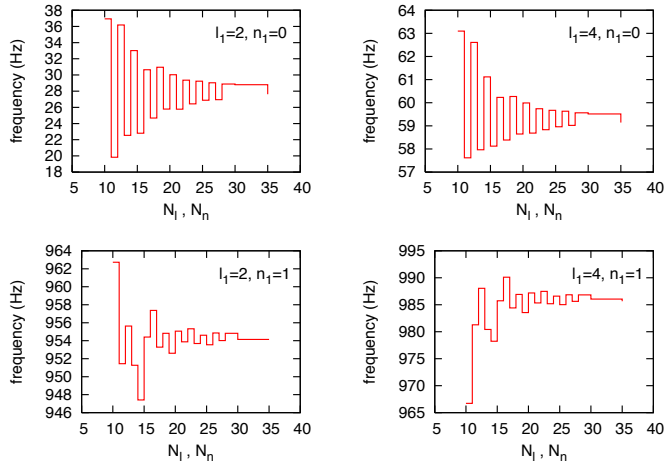 l1=2, n1=0
frequency (Hz)
38
36
34
32
30
28
26
24
22
20
18
5 10 15 20 25 30 35 40
Nl , Nn
l1=4, n1=0
frequency (Hz)
64
63
62
61
60
59
58
57
5 10 15 20 25 30 35 40
Nl , Nn
l1=2, n1=1
frequency (Hz)
964
962
960
958
956
954
952
950
948
946
5 10 15 20 25 30 35 40
Nl , Nn
l1=4, n1=1
frequency (Hz)
995
990
985
980
975
970
965
5 10 15 20 25 30 35 40
Nl , Nn